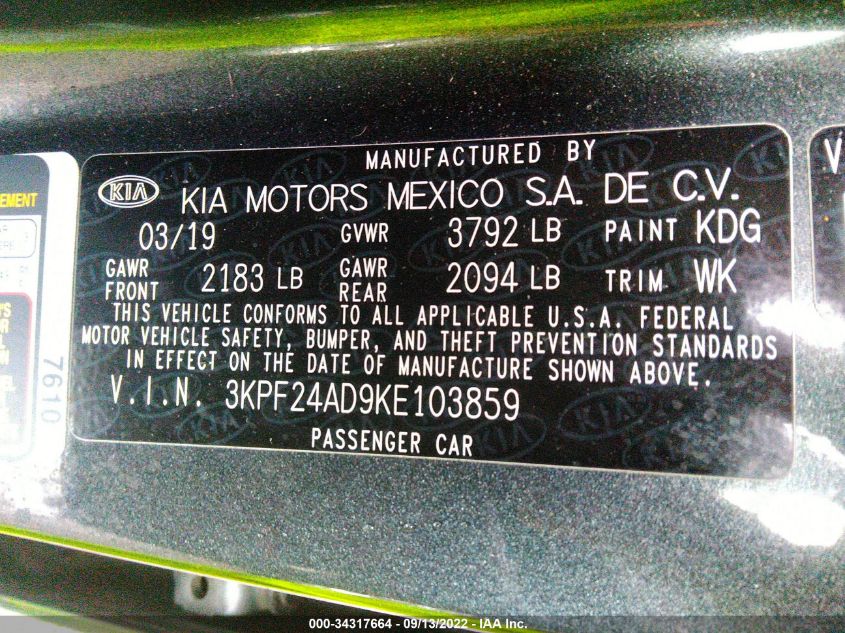 MANUFACTURED BY
KIA KIA MOTORS MEXICO S.A. DE C.V.
03/19 GVWR 3792 LB PAINT KDG
GAWR FRONT 2183 LB GAWR REAR 2094 LB TRIM WK
THIS VEHICLE CONFORMS TO ALL APPLICABLE U.S.A. FEDERAL
MOTOR VEHICLE SAFETY, BUMPER, AND THEFT PREVENTION STANDARDS
IN EFFECT ON THE DATE OF MANUFACTURE SHOWN ABOVE.
V.I.N. 3KPF24AD9KE103859
PASSENGER CAR
7610
000-34317664 - 09/13/2022 - IAA Inc.